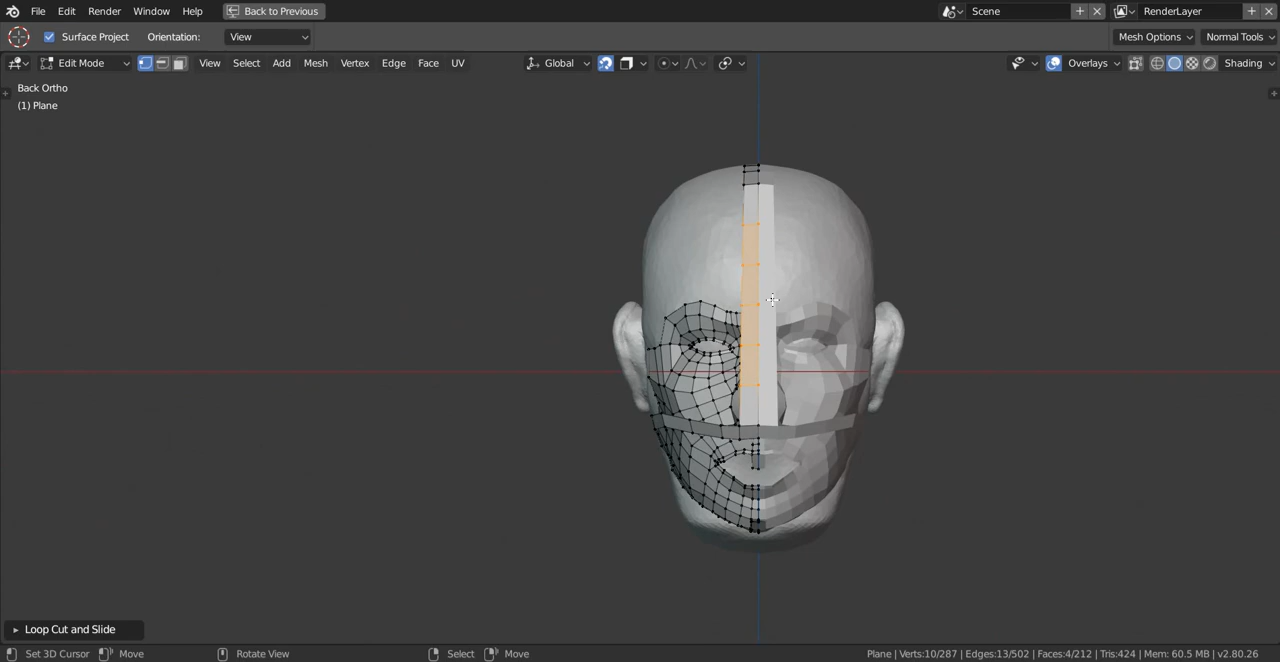 File Edit Render Window Help Back to Previous Scene RenderLayer
Surface Project Orientation: View Mesh Options Normal Tools
Edit Mode View Select Add Mesh Vertex Edge Face UV Global Overlays Shading
Back Ortho
(1) Plane
Loop Cut and Slide
Set 3D Cursor Move Rotate View Select Move Plane | Verts:10/287 | Edges:13/502 | Faces:4/212 | Tris:424 | Mem: 60.5 MB | v2.80.26